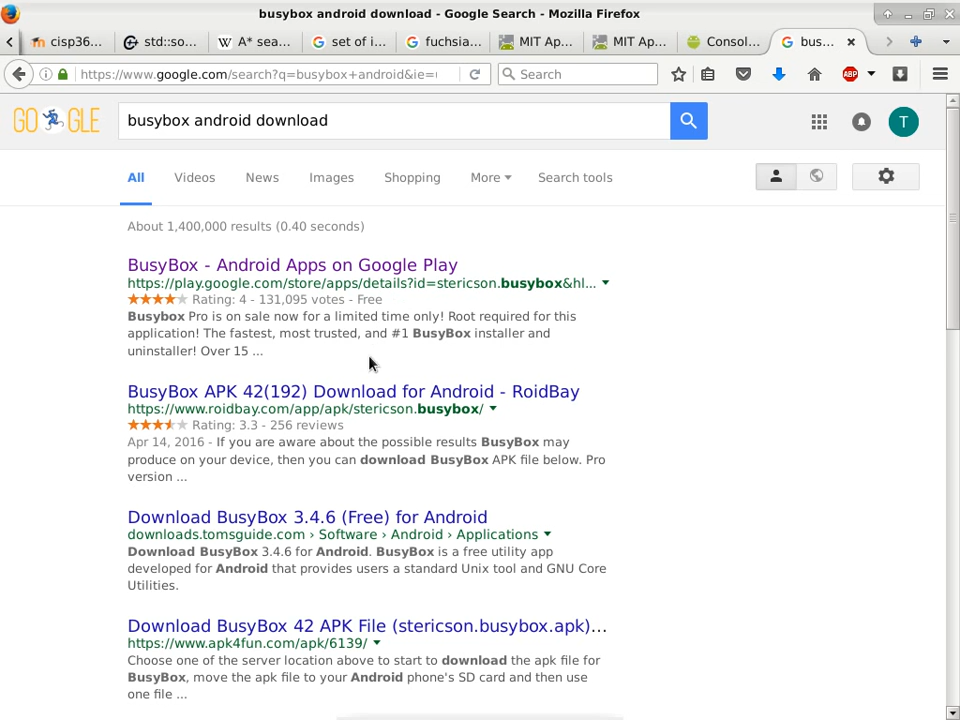 busybox android download - Google Search - Mozilla Firefox
cisp36... std::so... A* sea... set of i... fuchsia... MIT Ap... MIT Ap... Consol... bus...
https://www.google.com/search?q=busybox+android&ie=
Search
ABP
GO GLE
busybox android download
T
All Videos News Images Shopping More Search tools
About 1,400,000 results (0.40 seconds)
BusyBox - Android Apps on Google Play
https://play.google.com/store/apps/details?id=stericson.busybox&hl...
Rating: 4 - 131,095 votes - Free
Busybox Pro is on sale now for a limited time only! Root required for this
application! The fastest, most trusted, and #1 BusyBox installer and
uninstaller! Over 15 ...
BusyBox APK 42(192) Download for Android - RoidBay
https://www.roidbay.com/app/apk/stericson.busybox/
Rating: 3.3 - 256 reviews
Apr 14, 2016 - If you are aware about the possible results BusyBox may
produce on your device, then you can download BusyBox APK file below. Pro
version ...
Download BusyBox 3.4.6 (Free) for Android
downloads.tomsguide.com › Software › Android › Applications
Download BusyBox 3.4.6 for Android. BusyBox is a free utility app
developed for Android that provides users a standard Unix tool and GNU Core
Utilities.
Download BusyBox 42 APK File (stericson.busybox.apk)...
https://www.apk4fun.com/apk/6139/
Choose one of the server location above to start to download the apk file for
BusyBox, move the apk file to your Android phone's SD card and then use
one file ...